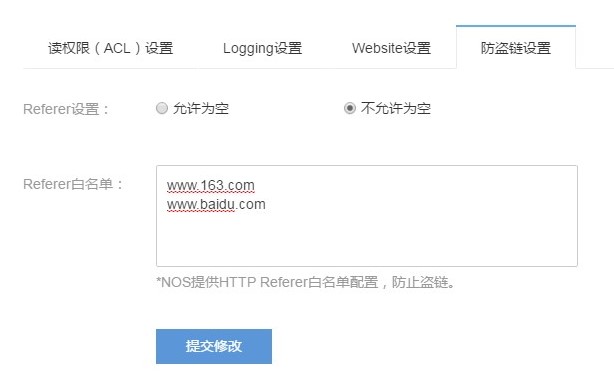 读权限（ACL）设置 Logging设置 Website设置 防盗链设置
Referer设置： 允许为空 不允许为空
Referer白名单： www.163.com
www.baidu.com
*NOS提供HTTP Referer白名单配置，防止盗链。
提交修改